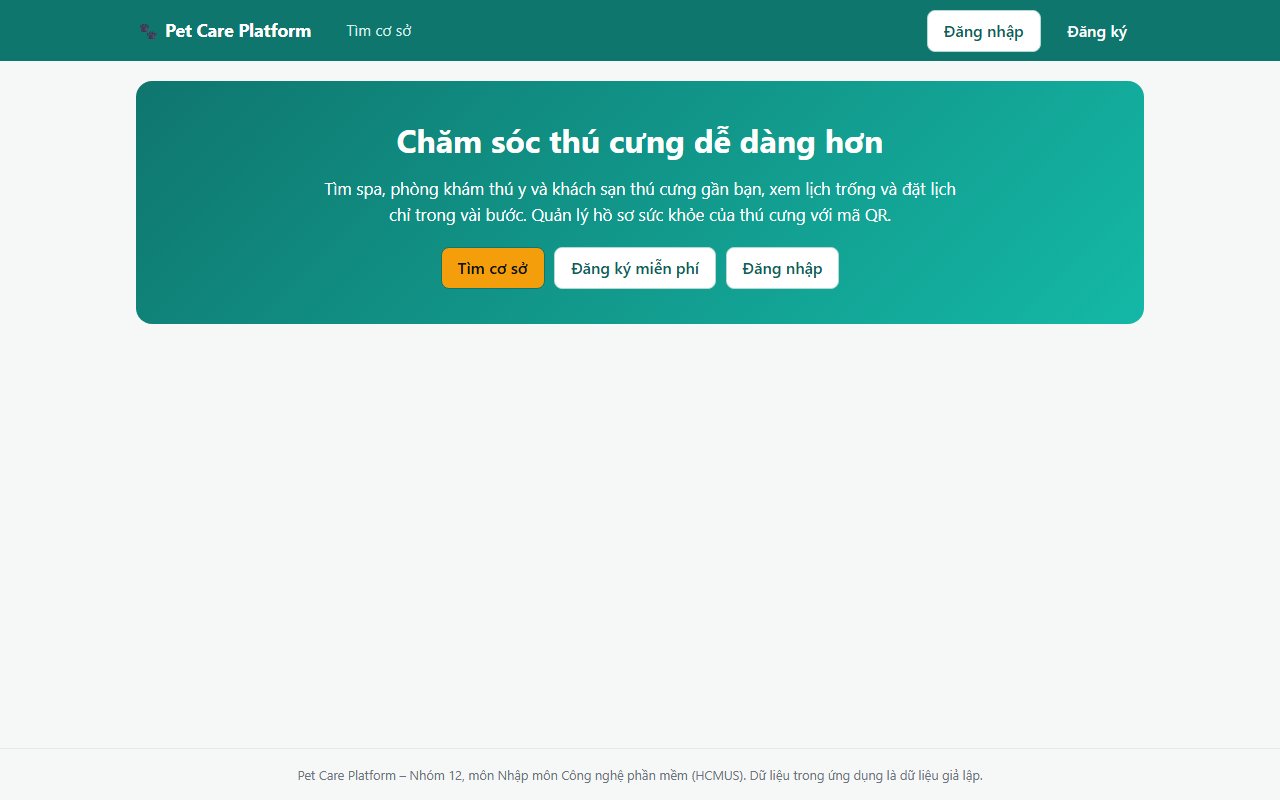 Pet Care Platform
Tìm cơ sở
Đăng nhập
Đăng ký
Chăm sóc thú cưng dễ dàng hơn
Tìm spa, phòng khám thú y và khách sạn thú cưng gần bạn, xem lịch trống và đặt lịch
chỉ trong vài bước. Quản lý hồ sơ sức khỏe của thú cưng với mã QR.
Tìm cơ sở
Đăng ký miễn phí
Đăng nhập
Pet Care Platform – Nhóm 12, môn Nhập môn Công nghệ phần mềm (HCMUS). Dữ liệu trong ứng dụng là dữ liệu giả lập.